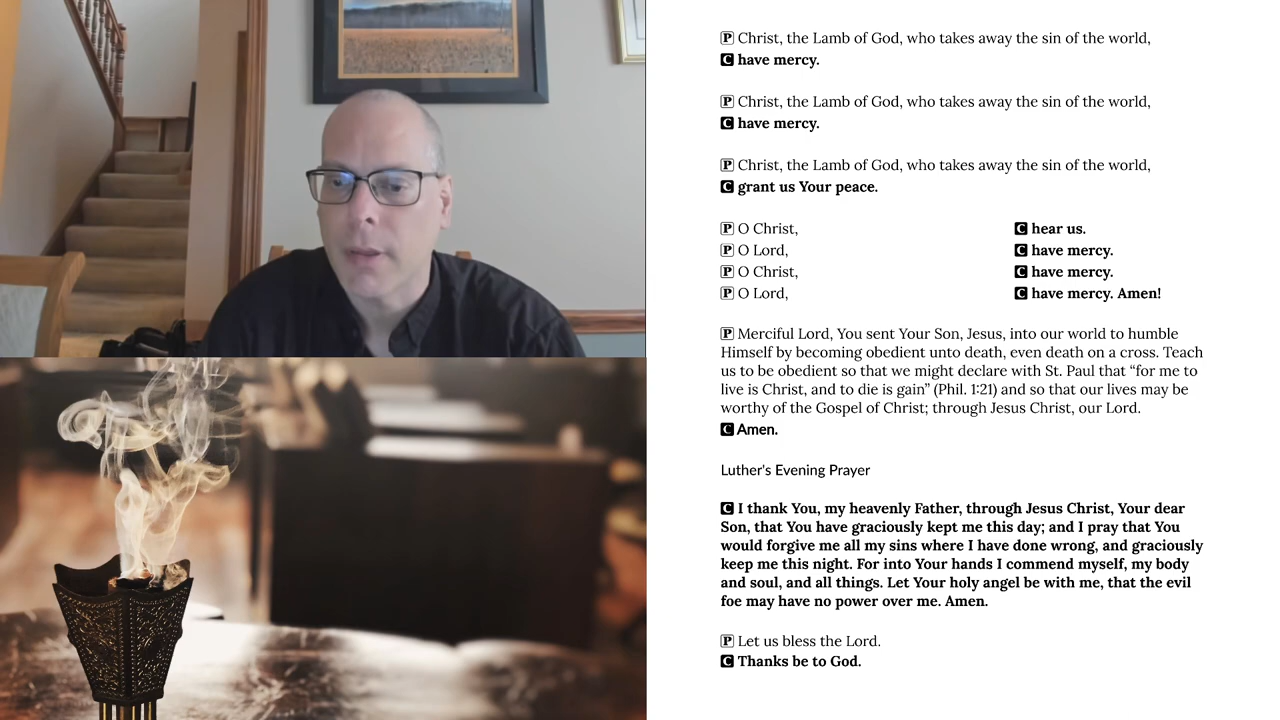 P Christ, the Lamb of God, who takes away the sin of the world,
C have mercy.
P Christ, the Lamb of God, who takes away the sin of the world,
C have mercy.
P Christ, the Lamb of God, who takes away the sin of the world,
C grant us Your peace.
P O Christ, C hear us.
P O Lord, C have mercy.
P O Christ, C have mercy.
P O Lord, C have mercy. Amen!
P Merciful Lord, You sent Your Son, Jesus, into our world to humble
Himself by becoming obedient unto death, even death on a cross. Teach
us to be obedient so that we might declare with St. Paul that “for me to
live is Christ, and to die is gain” (Phil. 1:21) and so that our lives may be
worthy of the Gospel of Christ; through Jesus Christ, our Lord.
C Amen.
Luther's Evening Prayer
C I thank You, my heavenly Father, through Jesus Christ, Your dear
Son, that You have graciously kept me this day; and I pray that You
would forgive me all my sins where I have done wrong, and graciously
keep me this night. For into Your hands I commend myself, my body
and soul, and all things. Let Your holy angel be with me, that the evil
foe may have no power over me. Amen.
P Let us bless the Lord.
C Thanks be to God.